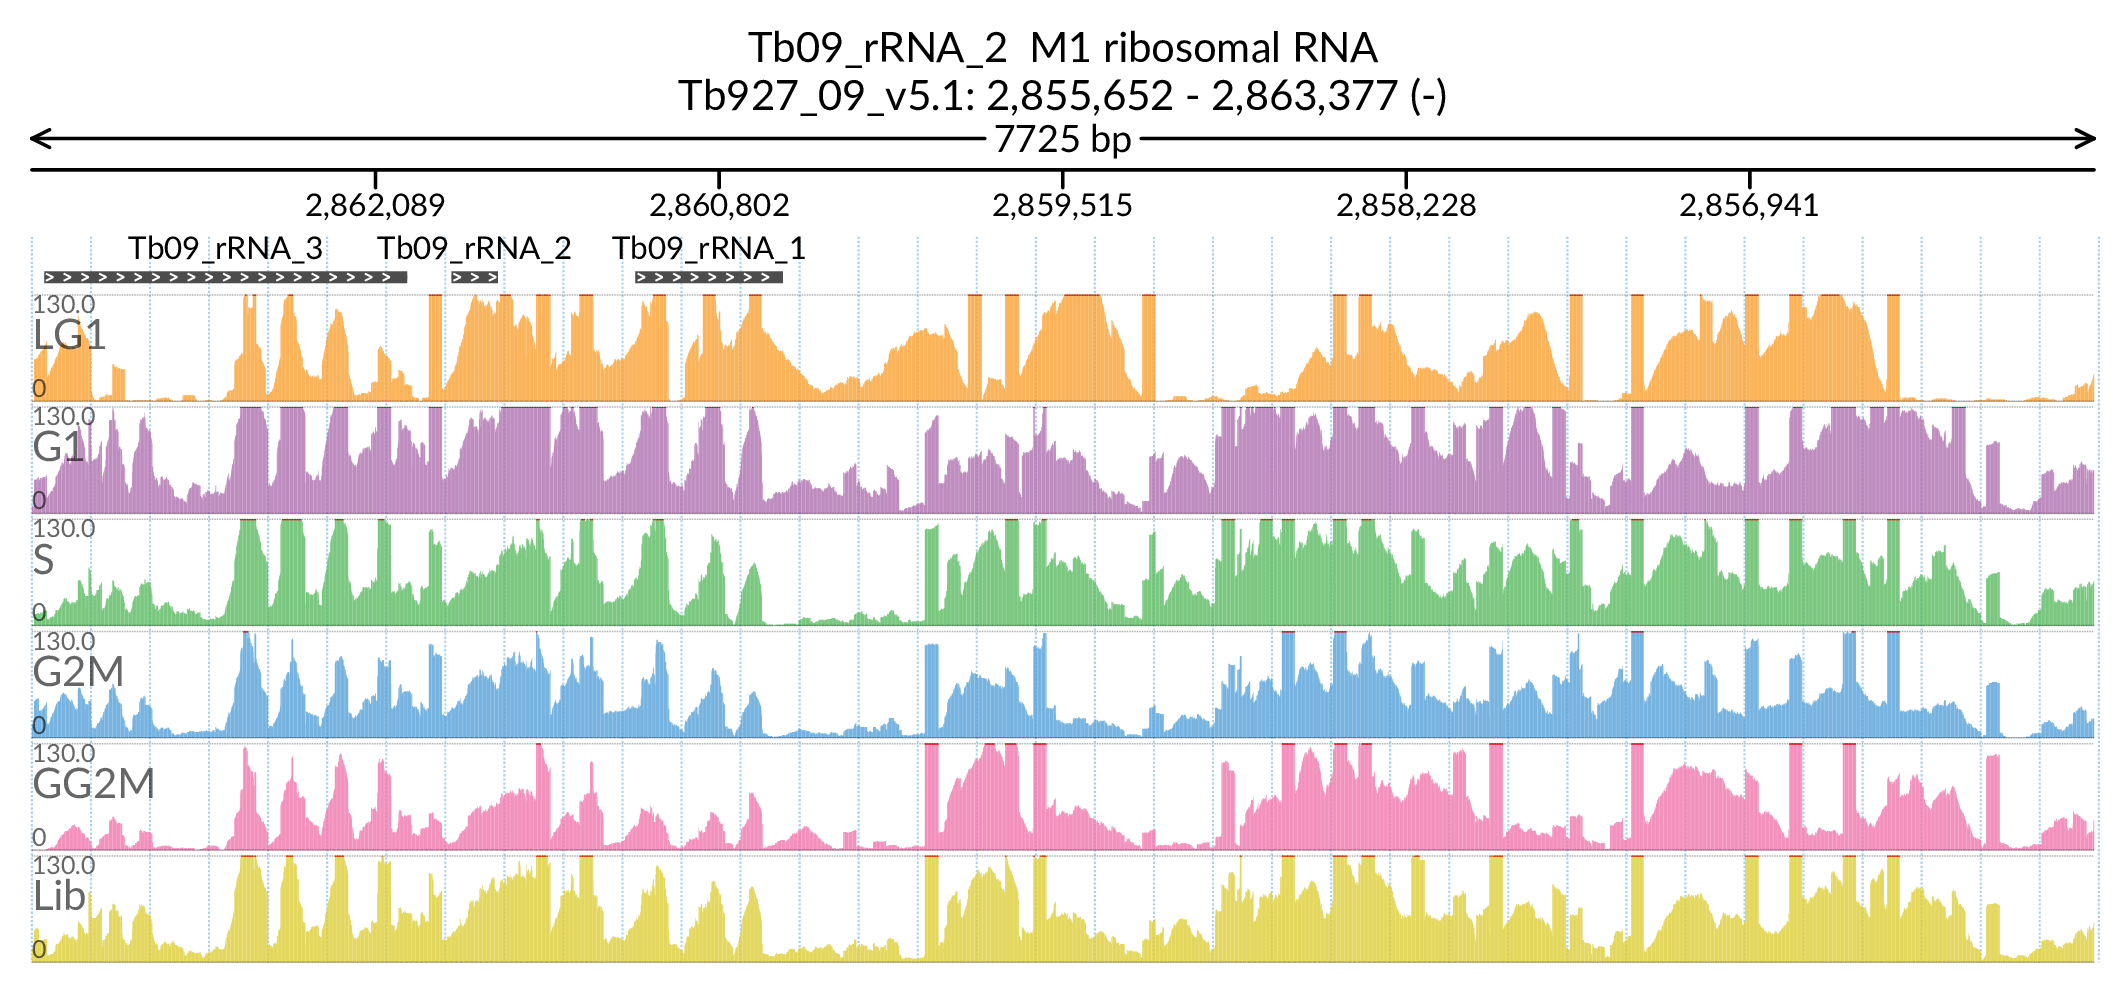 Tb09_rRNA_2  M1 ribosomal RNA
Tb927_09_v5.1: 2,855,652 - 2,863,377 (-)
7725 bp
2,862,089 2,860,802 2,859,515 2,858,228 2,856,941
Tb09_rRNA_3 Tb09_rRNA_2 Tb09_rRNA_1
130.0
LG1
0
130.0
G1
0
130.0
S
0
130.0
G2M
0
130.0
GG2M
0
130.0
Lib
0